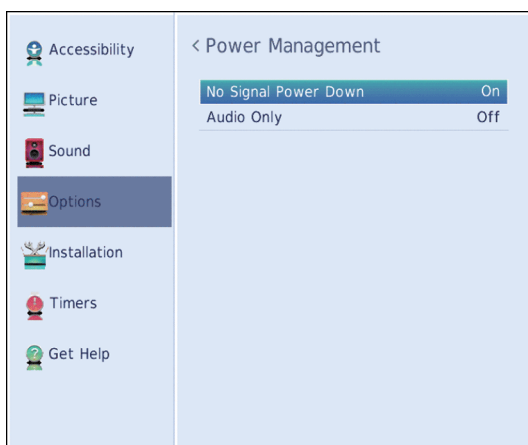 Accessibility
Picture
Sound
Options
Installation
Timers
Get Help
< Power Management
No Signal Power Down On
Audio Only Off